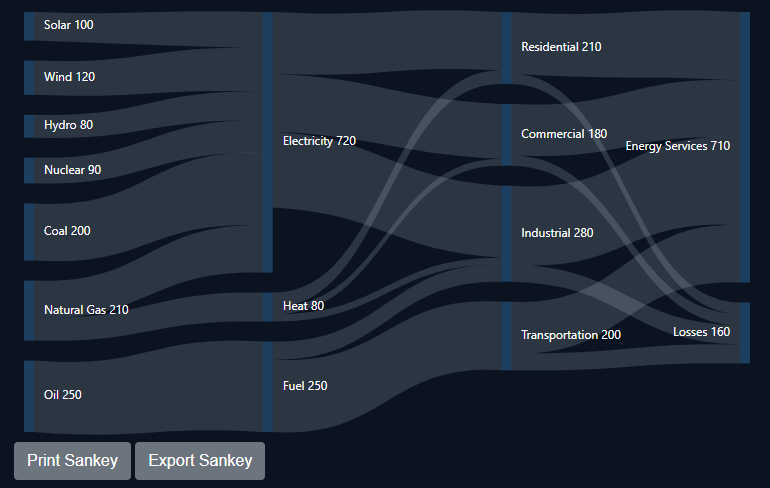 Solar 100
Wind 120
Hydro 80
Nuclear 90
Coal 200
Natural Gas 210
Oil 250
Electricity 720
Heat 80
Fuel 250
Residential 210
Commercial 180
Industrial 280
Transportation 200
Energy Services 710
Losses 160
Print Sankey
Export Sankey